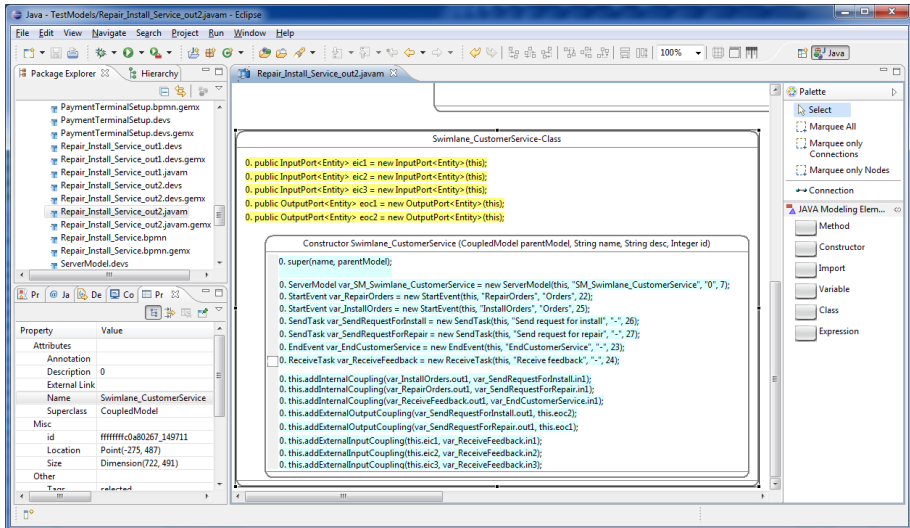 Java - TestModels/Repair_Install_Service_out2.javam - Eclipse
File Edit View Navigate Search Project Run Window Help
100%
Java
Package Explorer
Hierarchy
PaymentTerminalSetup.bpmn.gemx
PaymentTerminalSetup.devs
PaymentTerminalSetup.devs.gemx
Repair_Install_Service_out1.devs
Repair_Install_Service_out1.devs.gemx
Repair_Install_Service_out1.javam
Repair_Install_Service_out2.devs
Repair_Install_Service_out2.devs.gemx
Repair_Install_Service_out2.javam
Repair_Install_Service_out2.javam.gemx
Repair_Install_Service.bpmn
Repair_Install_Service.bpmn.gemx
ServerModel.devs
Pr @ Ja De Co Pr
Property Value
Attributes
Annotation
Description 0
External Link
Name Swimlane_CustomerService
Superclass CoupledModel
Misc
id ffffffffc0a80267_149711
Location Point(-275, 487)
Size Dimension(722, 491)
Other
Tags selected
Repair_Install_Service_out2.javam
Swimlane_CustomerService-Class
0. public InputPort<Entity> eic1 = new InputPort<Entity>(this);
0. public InputPort<Entity> eic2 = new InputPort<Entity>(this);
0. public InputPort<Entity> eic3 = new InputPort<Entity>(this);
0. public OutputPort<Entity> eoc1 = new OutputPort<Entity>(this);
0. public OutputPort<Entity> eoc2 = new OutputPort<Entity>(this);
Constructor Swimlane_CustomerService (CoupledModel parentModel, String name, String desc, Integer id)
0. super(name, parentModel);
0. ServerModel var_SM_Swimlane_CustomerService = new ServerModel(this, "SM_Swimlane_CustomerService", "0", 7);
0. StartEvent var_RepairOrders = new StartEvent(this, "RepairOrders", "Orders", 22);
0. StartEvent var_InstallOrders = new StartEvent(this, "InstallOrders", "Orders", 25);
0. SendTask var_SendRequestForInstall = new SendTask(this, "Send request for install", "-", 26);
0. SendTask var_SendRequestForRepair = new SendTask(this, "Send request for repair", "-", 27);
0. EndEvent var_EndCustomerService = new EndEvent(this, "EndCustomerService", "-", 23);
0. ReceiveTask var_ReceiveFeedback = new ReceiveTask(this, "Receive feedback", "-", 24);
0. this.addInternalCoupling(var_InstallOrders.out1, var_SendRequestForInstall.in1);
0. this.addInternalCoupling(var_RepairOrders.out1, var_SendRequestForRepair.in1);
0. this.addInternalCoupling(var_ReceiveFeedback.out1, var_EndCustomerService.in1);
0. this.addExternalOutputCoupling(var_SendRequestForInstall.out1, this.eoc2);
0. this.addExternalOutputCoupling(var_SendRequestForRepair.out1, this.eoc1);
0. this.addExternalInputCoupling(this.eic1, var_ReceiveFeedback.in1);
0. this.addExternalInputCoupling(this.eic2, var_ReceiveFeedback.in2);
0. this.addExternalInputCoupling(this.eic3, var_ReceiveFeedback.in3);
Palette
Select
Marquee All
Marquee only
Connections
Marquee only Nodes
Connection
JAVA Modeling Elem...
Method
Constructor
Import
Variable
Class
Expression